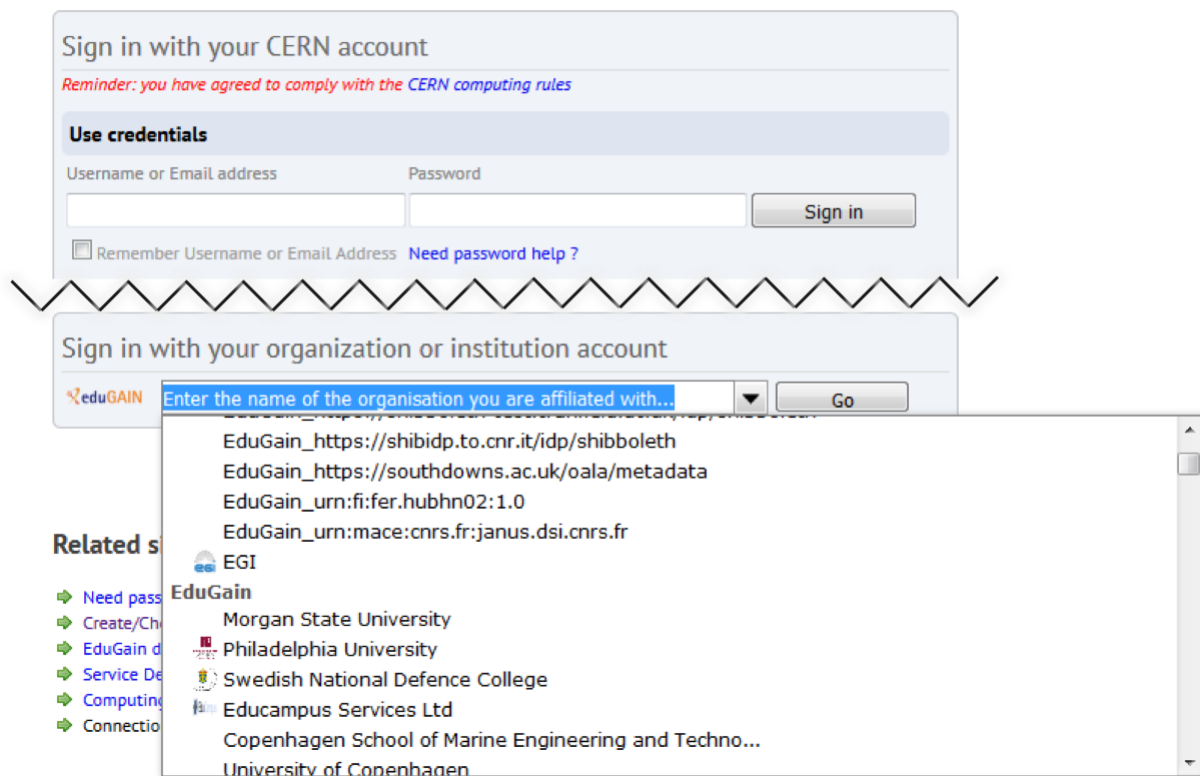 Sign in with your CERN account
Reminder: you have agreed to comply with the CERN computing rules
Use credentials
Username or Email address Password
Sign in
Remember Username or Email Address Need password help ?
Sign in with your organization or institution account
eduGAIN Enter the name of the organisation you are affiliated with... Go
EduGain_https://shibidp.to.cnr.it/idp/shibboleth
EduGain_https://southdowns.ac.uk/oala/metadata
EduGain_urn:fi:fer.hubhn02:1.0
EduGain_urn:mace:cnrs.fr:janus.dsi.cnrs.fr
EGI
EduGain
Morgan State University
Philadelphia University
Swedish National Defence College
Educampus Services Ltd
Copenhagen School of Marine Engineering and Techno...
University of Copenhagen
Related s
Need pass
Create/Ch
EduGain d
Service De
Computing
Connectio